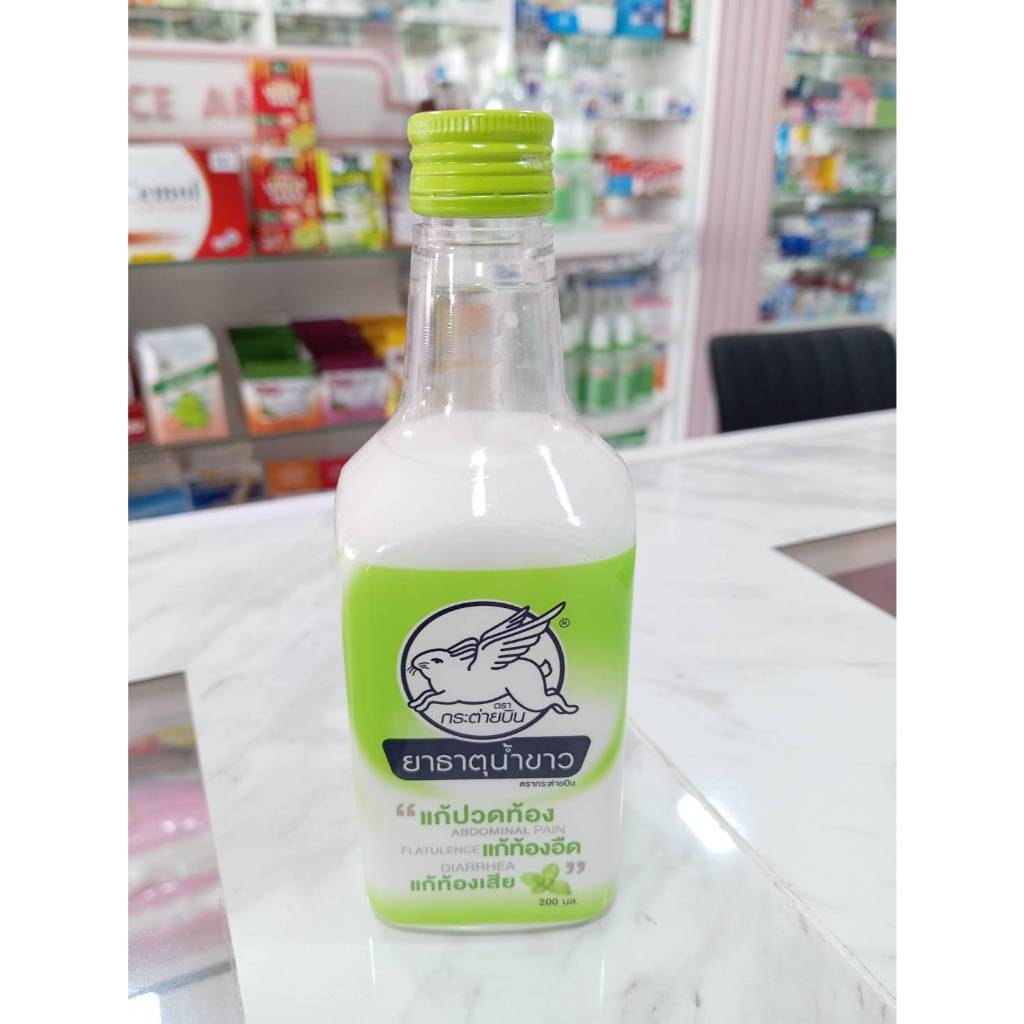 CE
Cemol
®
ตรา
กระต่ายบิน
ยาธาตุน้ำขาว
ตรากระต่ายบิน
“แก้ปวดท้อง
ABDOMINAL PAIN
FLATULENCE แก้ท้องอืด
DIARRHEA
แก้ท้องเสีย ”
200 มล.